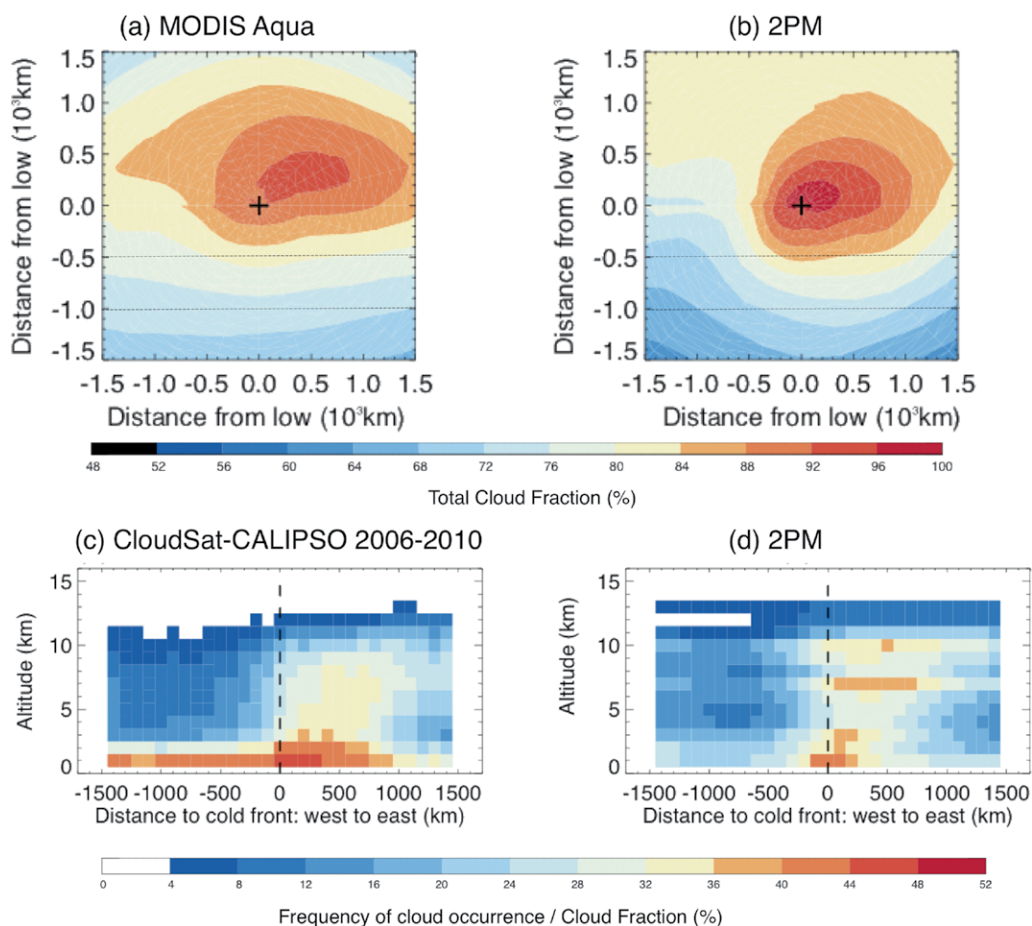 (a) MODIS Aqua
(b) 2PM
Distance from low (10³km)
1.5
1.0
0.5
0.0
-0.5
-1.0
-1.5
-1.5 -1.0 -0.5 0.0 0.5 1.0 1.5
Distance from low (10³km)
Distance from low (10³km)
1.5
1.0
0.5
0.0
-0.5
-1.0
-1.5
-1.5 -1.0 -0.5 0.0 0.5 1.0 1.5
Distance from low (10³km)
48 52 56 60 64 68 72 76 80 84 88 92 96 100
Total Cloud Fraction (%)
(c) CloudSat-CALIPSO 2006-2010
(d) 2PM
Altitude (km)
15
10
5
0
-1500 -1000 -500 0 500 1000 1500
Distance to cold front: west to east (km)
Altitude (km)
15
10
5
0
-1500 -1000 -500 0 500 1000 1500
Distance to cold front: west to east (km)
0 4 8 12 16 20 24 28 32 36 40 44 48 52
Frequency of cloud occurrence / Cloud Fraction (%)